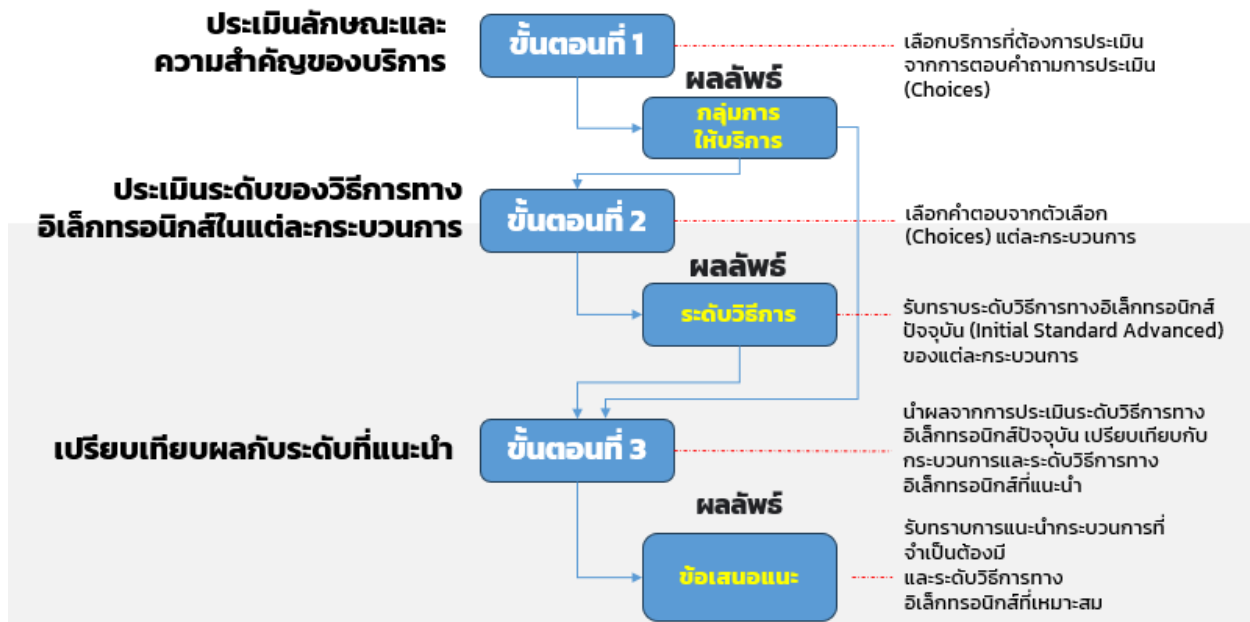 ประเมินลักษณะและ
ความสำคัญของบริการ
ขั้นตอนที่ 1
เลือกบริการที่ต้องการประเมิน
จากการตอบคำถามการประเมิน
(Choices)
ผลลัพธ์
กลุ่มการ
ให้บริการ
ประเมินระดับของวิธีการทาง
อิเล็กทรอนิกส์ในแต่ละกระบวนการ
ขั้นตอนที่ 2
เลือกคำตอบจากตัวเลือก
(Choices) แต่ละกระบวนการ
ผลลัพธ์
ระดับวิธีการ
รับทราบระดับวิธีการทางอิเล็กทรอนิกส์
ปัจจุบัน (Initial Standard Advanced)
ของแต่ละกระบวนการ
เปรียบเทียบผลกับระดับที่แนะนำ
ขั้นตอนที่ 3
นำผลจากการประเมินระดับวิธีการทาง
อิเล็กทรอนิกส์ปัจจุบัน เปรียบเทียบกับ
กระบวนการและระดับวิธีการทาง
อิเล็กทรอนิกส์ที่แนะนำ
ผลลัพธ์
ข้อเสนอแนะ
รับทราบการแนะนำกระบวนการที่
จำเป็นต้องมี
และระดับวิธีการทาง
อิเล็กทรอนิกส์ที่เหมาะสม